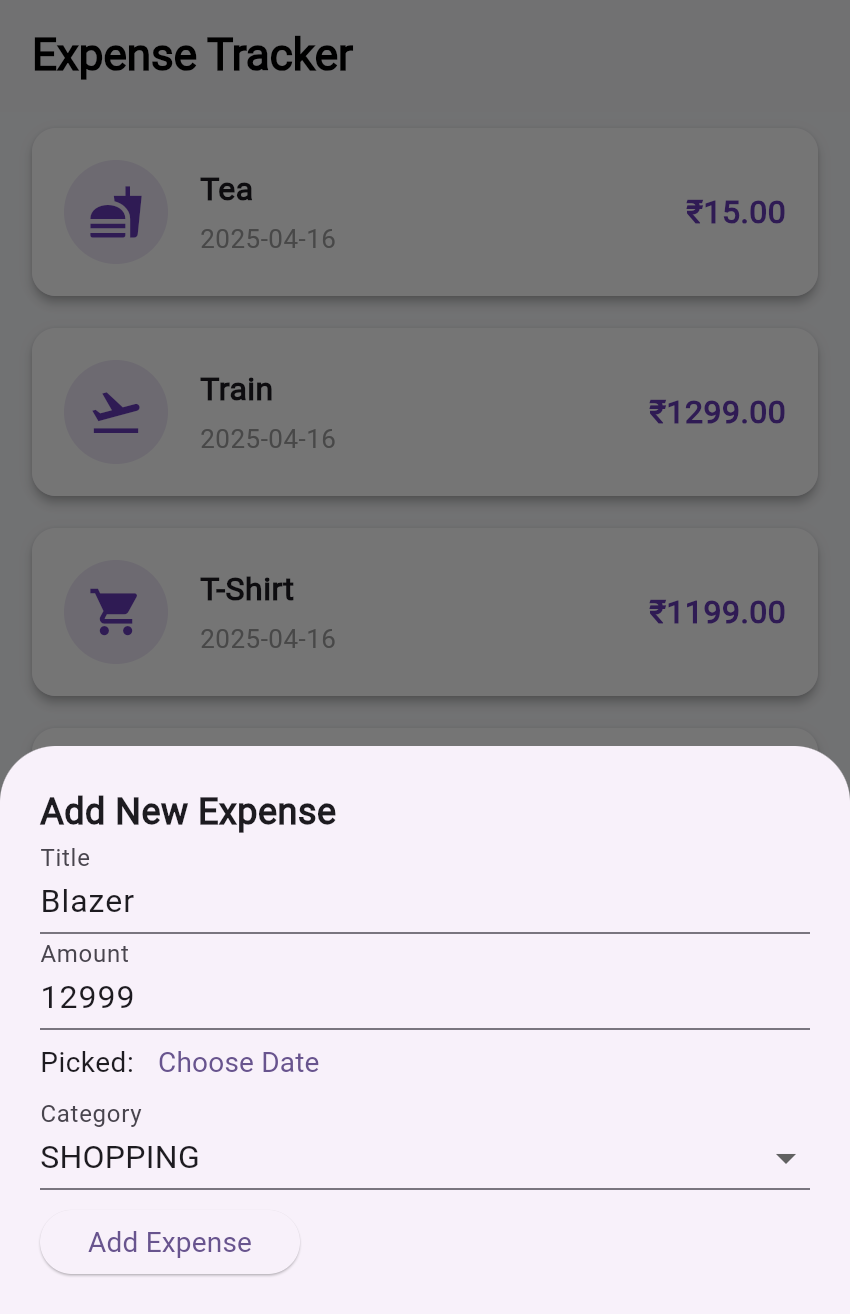 Expense Tracker
Tea
2025-04-16
₹15.00
Train
2025-04-16
₹1299.00
T-Shirt
2025-04-16
₹1199.00
Add New Expense
Title
Blazer
Amount
12999
Picked: Choose Date
Category
SHOPPING
Add Expense